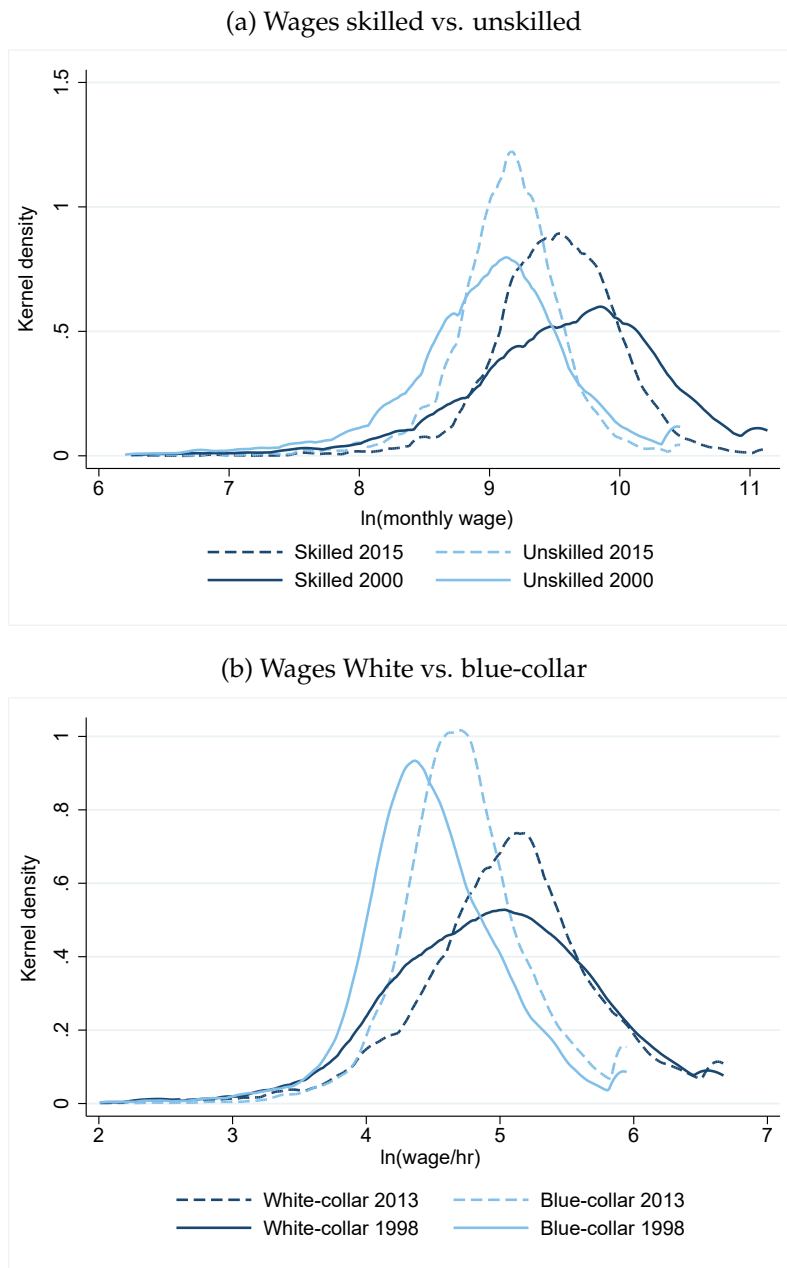 (a) Wages skilled vs. unskilled
1.5
1
.5
0
Kernel density
6 7 8 9 10 11
ln(monthly wage)
Skilled 2015 Unskilled 2015
Skilled 2000 Unskilled 2000
(b) Wages White vs. blue-collar
1
.8
.6
.4
.2
0
Kernel density
2 3 4 5 6 7
ln(wage/hr)
White-collar 2013 Blue-collar 2013
White-collar 1998 Blue-collar 1998